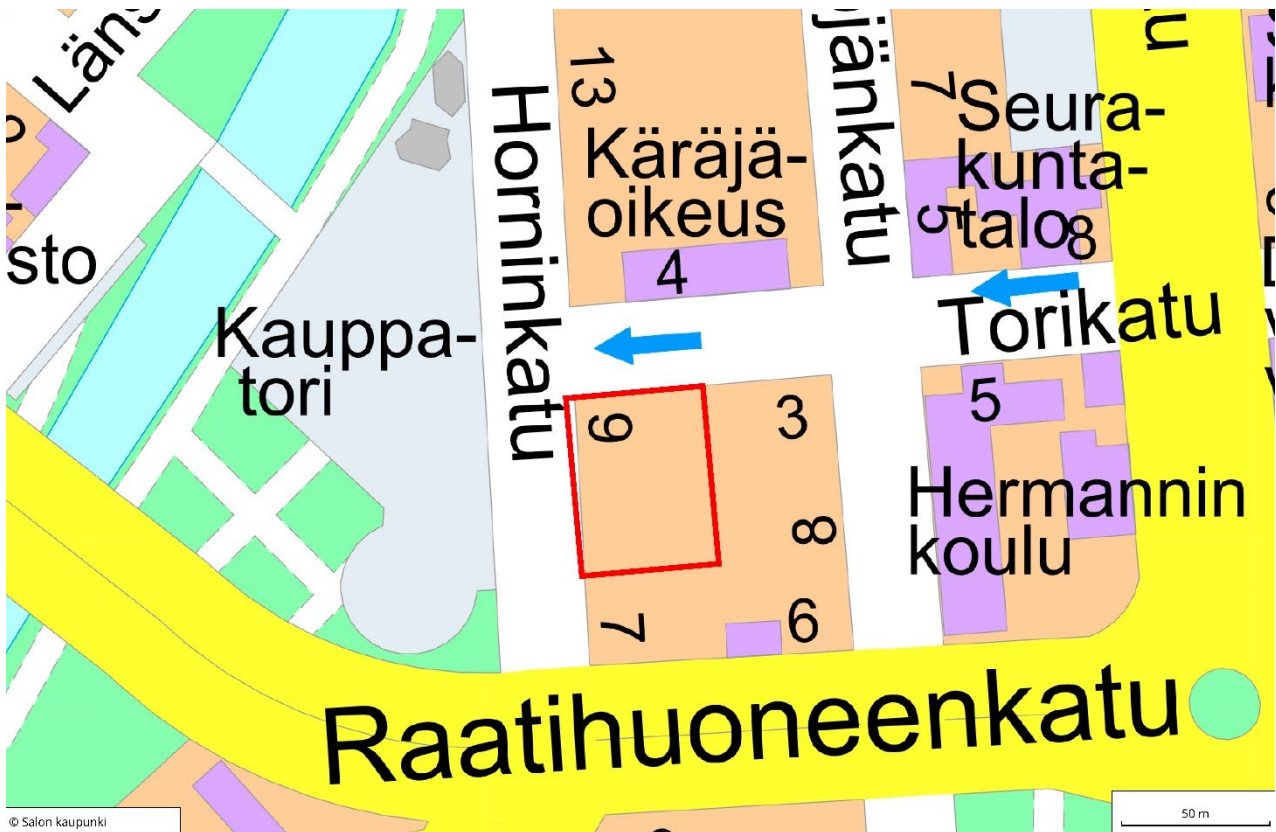 Läns
13
Horninkatu
Käräjä-
oikeus
4
jänkatu
7
Seura-
kunta-
talo
5
8
sto
Kauppa-
tori
Torikatu
9
3
5
8
Hermannin
koulu
7
6
Raatihuoneenkatu
© Salon kaupunki
50 m